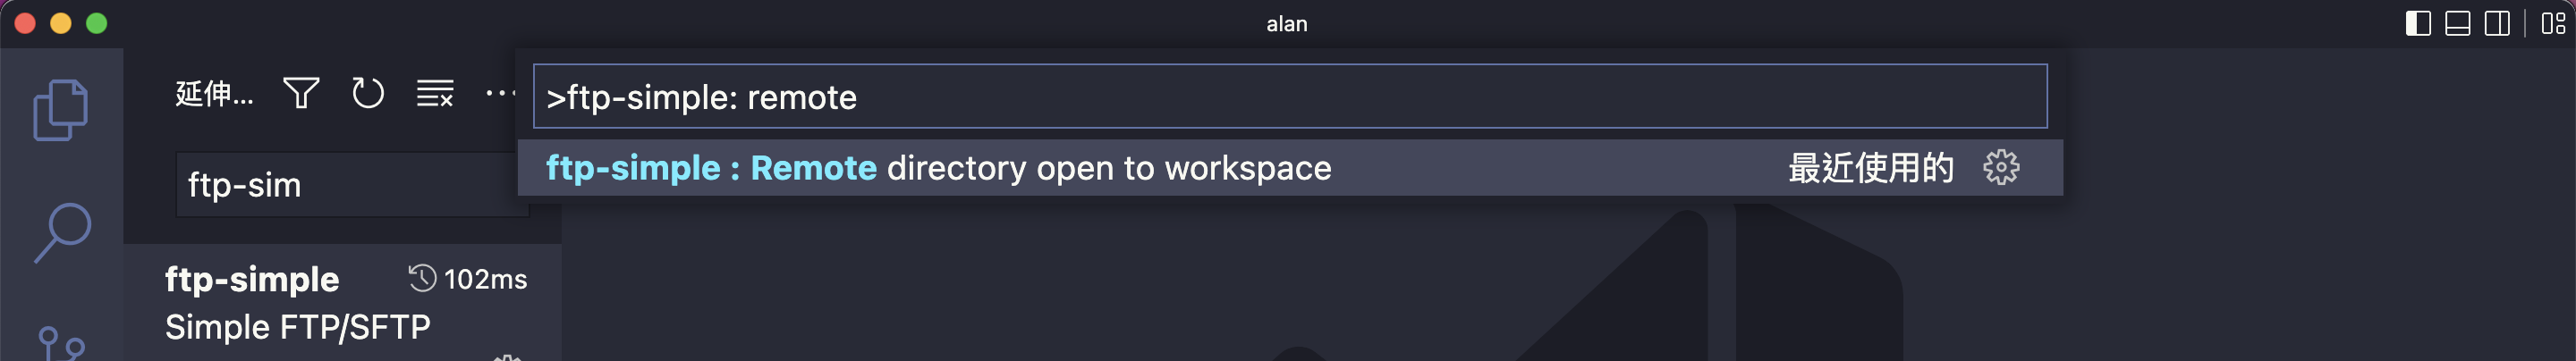 alan
延伸...
>ftp-simple: remote
ftp-simple : Remote directory open to workspace
最近使用的
ftp-sim
ftp-simple
102ms
Simple FTP/SFTP